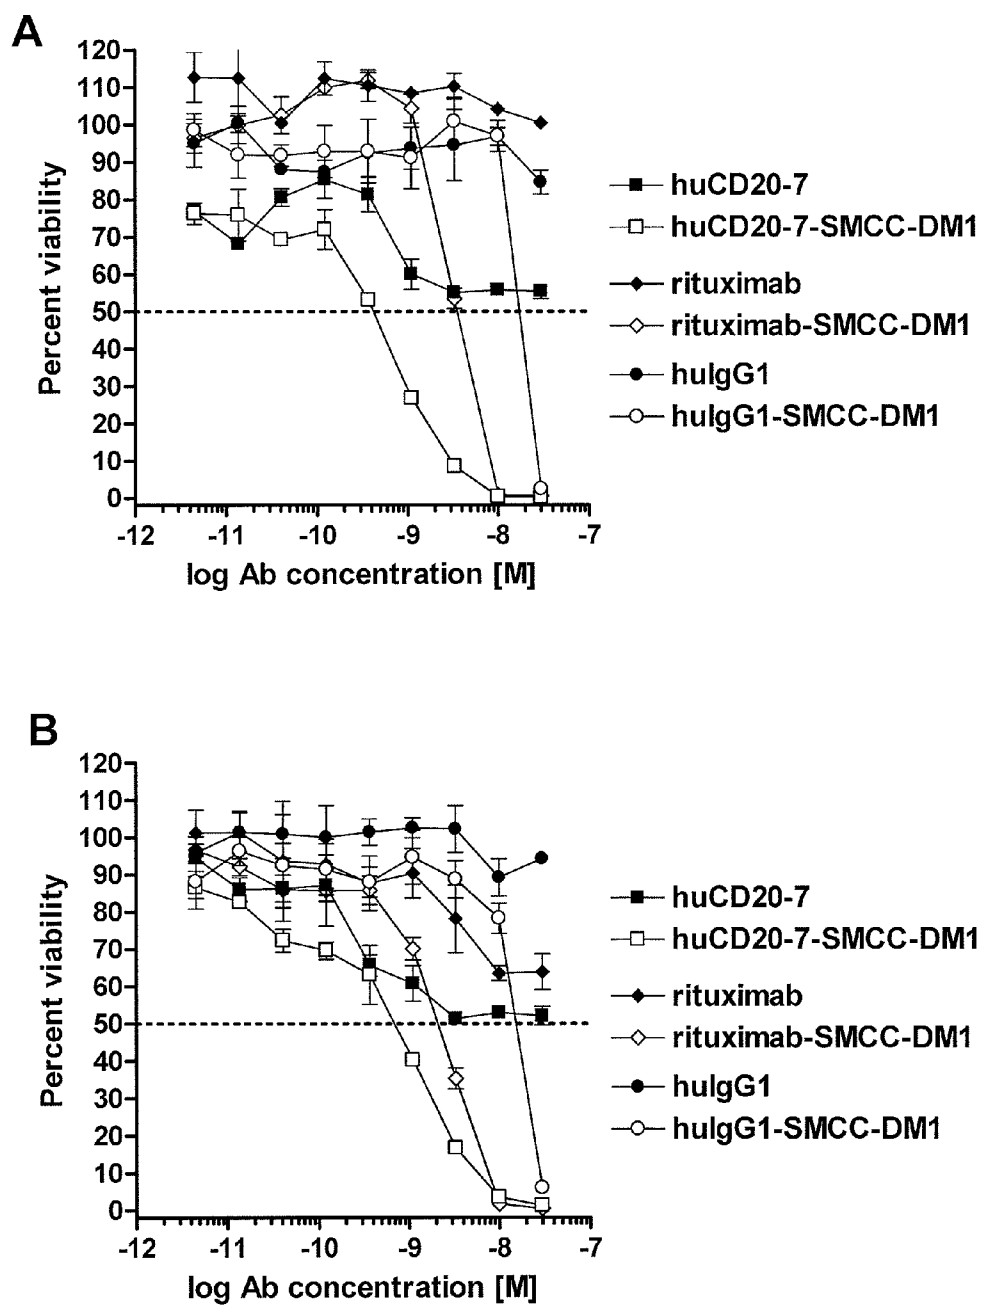 A
120
110
100
90
80
70
60
50
40
30
20
10
0
Percent viability
-12 -11 -10 -9 -8 -7
log Ab concentration [M]
huCD20-7
huCD20-7-SMCC-DM1
rituximab
rituximab-SMCC-DM1
huIgG1
huIgG1-SMCC-DM1
B
120
110
100
90
80
70
60
50
40
30
20
10
0
Percent viability
-12 -11 -10 -9 -8 -7
log Ab concentration [M]
huCD20-7
huCD20-7-SMCC-DM1
rituximab
rituximab-SMCC-DM1
huIgG1
huIgG1-SMCC-DM1